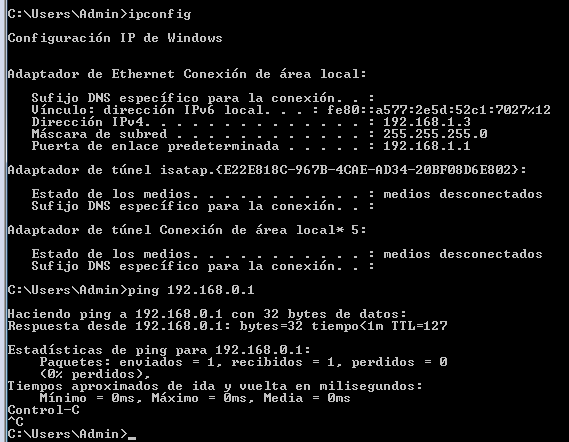 C:\Users\Admin>ipconfig
Configuración IP de Windows
Adaptador de Ethernet Conexión de área local:
Sufijo DNS específico para la conexión. . :
Vínculo: dirección IPv6 local. . . : fe80::a577:2e5d:52c1:7027%12
Dirección IPv4. . . . . . . . . . . . . . : 192.168.1.3
Máscara de subred . . . . . . . . . . . . : 255.255.255.0
Puerta de enlace predeterminada . . . . . : 192.168.1.1
Adaptador de túnel isatap.{E22E818C-967B-4CAE-AD34-20BF08D6E802}:
Estado de los medios. . . . . . . . . . . : medios desconectados
Sufijo DNS específico para la conexión. . :
Adaptador de túnel Conexión de área local* 5:
Estado de los medios. . . . . . . . . . . : medios desconectados
Sufijo DNS específico para la conexión. . :
C:\Users\Admin>ping 192.168.0.1
Haciendo ping a 192.168.0.1 con 32 bytes de datos:
Respuesta desde 192.168.0.1: bytes=32 tiempo<1m TTL=127
Estadísticas de ping para 192.168.0.1:
Paquetes: enviados = 1, recibidos = 1, perdidos = 0
(0% perdidos),
Tiempos aproximados de ida y vuelta en milisegundos:
Mínimo = 0ms, Máximo = 0ms, Media = 0ms
Control-C
^C
C:\Users\Admin>_